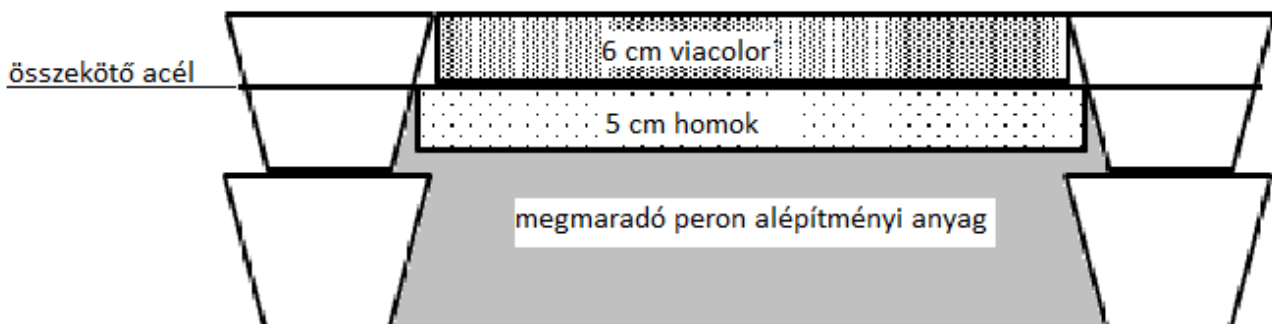 6 cm viacolor
összekötő acél
5 cm homok
megmaradó peron alépítményi anyag